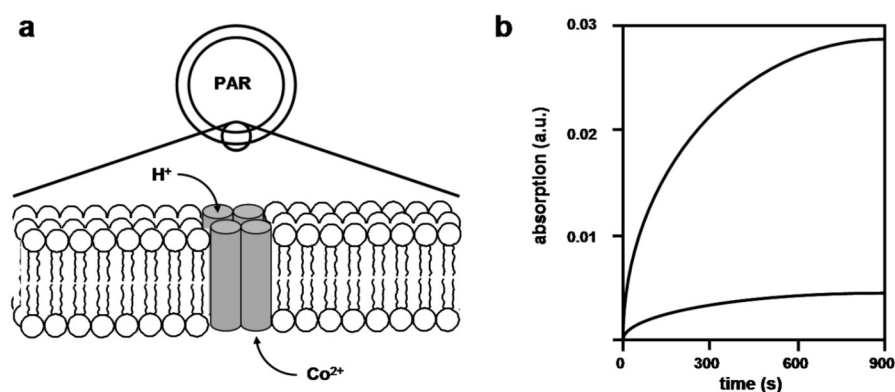 a
PAR
H⁺
Co²⁺
b
absorption (a.u.)
0.03
0.02
0.01
0
300
600
900
time (s)